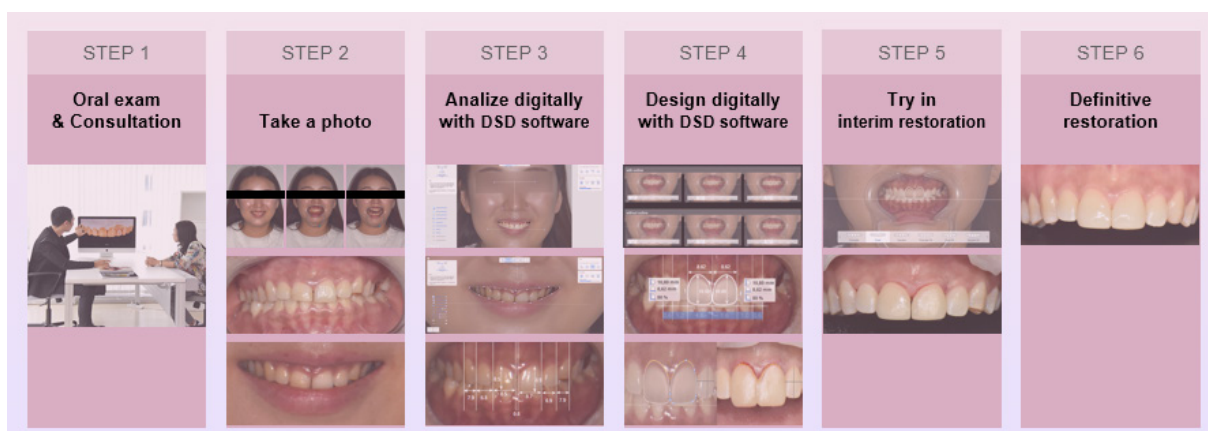 STEP 1
Oral exam
& Consultation
STEP 2
Take a photo
STEP 3
Analize digitally
with DSD software
STEP 4
Design digitally
with DSD software
STEP 5
Try in
interim restoration
STEP 6
Definitive
restoration